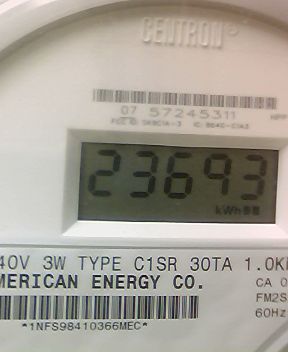 CENTRON®
07 57245311
23693
kWh
40V 3W TYPE C1SR 30TA 1.0K
MERICAN ENERGY CO.
CA 0
FM2S
60Hz
*1NFS98410366MEC*